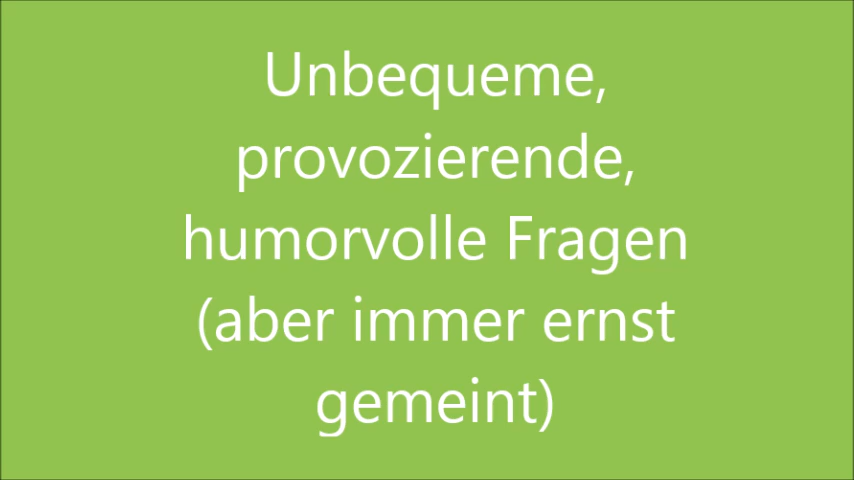 Unbequeme,
provozierende,
humorvolle Fragen
(aber immer ernst
gemeint)